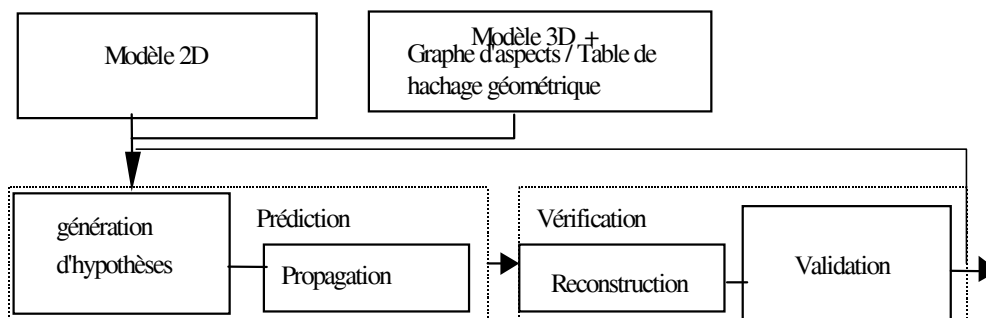 Modèle 2D
Modèle 3D +
Graphe d'aspects / Table de
hachage géométrique
génération
d'hypothèses
Prédiction
Propagation
Vérification
Reconstruction
Validation